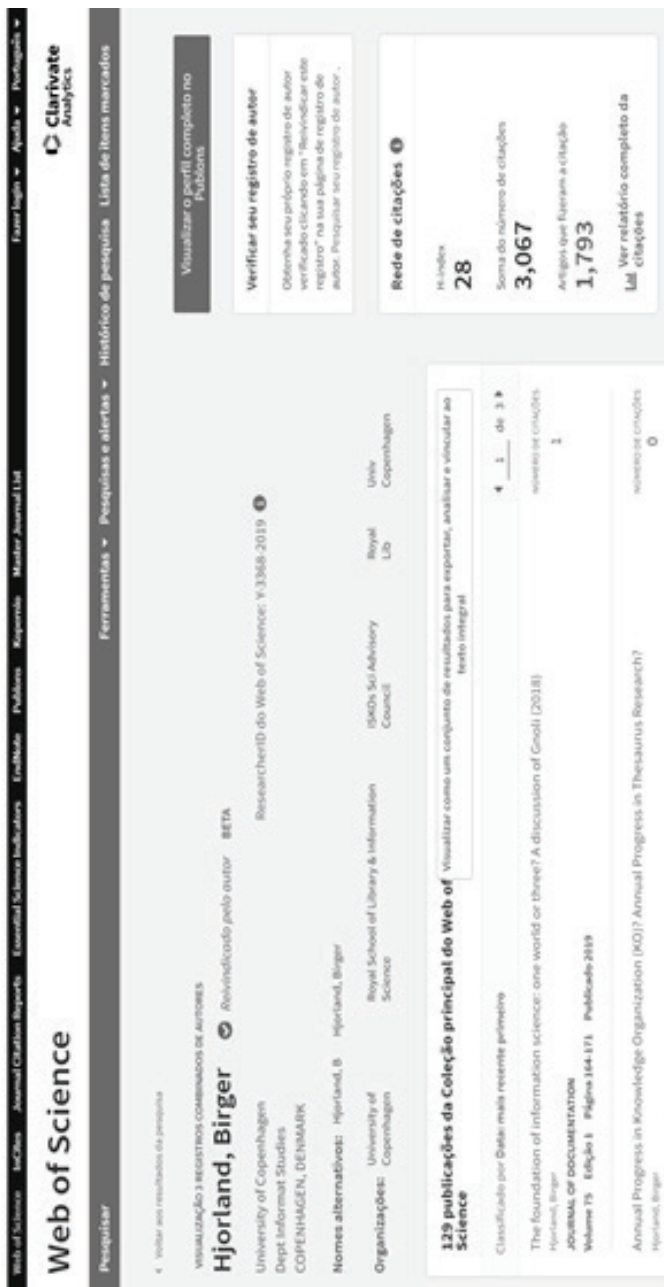 Web of Science InCites Journal Citation Reports Essential Science Indicators EndNote Publons Kopernio Master Journal List Fazer login Ajuda Português
Web of Science
Clarivate
Analytics
Pesquisar Ferramentas Pesquisas e alertas Histórico de pesquisa Lista de itens marcados
Voltar aos resultados da pesquisa
VISUALIZAÇÃO 3 REGISTROS COMBINADOS DE AUTORES
Hjorland, Birger Reivindicado pelo autor BETA
University of Copenhagen
Dept Informat Studies
COPENHAGEN, DENMARK
ResearcherID do Web of Science: Y-3368-2019
Nomes alternativos: Hjorland, B Hjorland, Birger
Organizações: University of Copenhagen Royal School of Library & Information Science ISKOs Sci Advisory Council Royal Lib Univ Copenhagen
129 publicações da Coleção principal do Web of Science
Visualizar como um conjunto de resultados para exportar, analisar e vincular ao texto integral
Classificado por Data: mais recente primeiro
1 de 3
The foundation of information science: one world or three? A discussion of Gnoli (2018)
Hjorland, Birger
JOURNAL OF DOCUMENTATION
Volume 75 Edição 1 Página 164-171 Publicado 2019
NÚMERO DE CITAÇÕES
1
Annual Progress in Knowledge Organization (KO)? Annual Progress in Thesaurus Research?
Hjorland, Birger
NÚMERO DE CITAÇÕES
0
Visualizar o perfil completo no
Publons
Verificar seu registro de autor
Obtenha seu próprio registro de autor
verificado clicando em "Reivindicar este
registro" na sua página de registro de
autor. Pesquisar seu registro de autor .
Rede de citações
H-index
28
Soma do número de citações
3,067
Artigos que fizeram a citação
1,793
Ver relatório completo da
citações